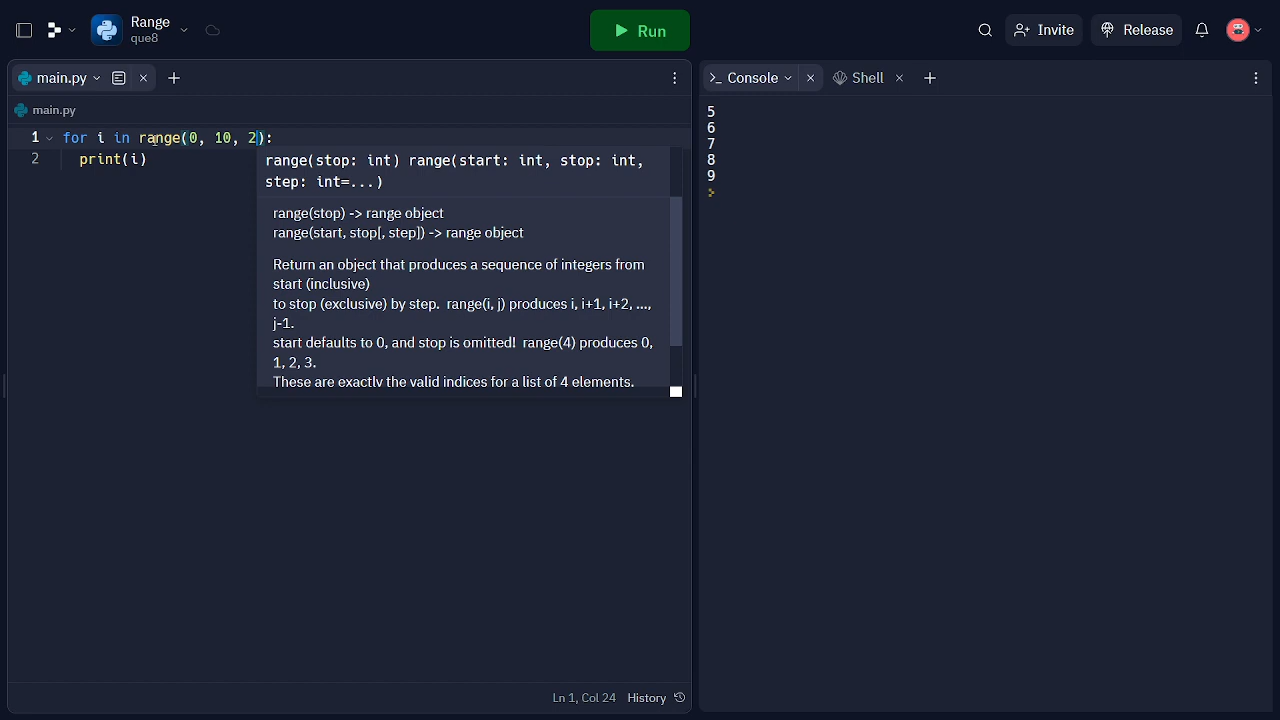 Range
que8
Run
Invite
Release
main.py
Console
Shell
main.py
1 for i in range(0, 10, 2):
2 print(i)
range(stop: int) range(start: int, stop: int,
step: int=...)
range(stop) -> range object
range(start, stop[, step]) -> range object
Return an object that produces a sequence of integers from
start (inclusive)
to stop (exclusive) by step. range(i, j) produces i, i+1, i+2, ...,
j-1.
start defaults to 0, and stop is omitted! range(4) produces 0,
1, 2, 3.
These are exactly the valid indices for a list of 4 elements.
5
6
7
8
9
>
Ln 1, Col 24 History